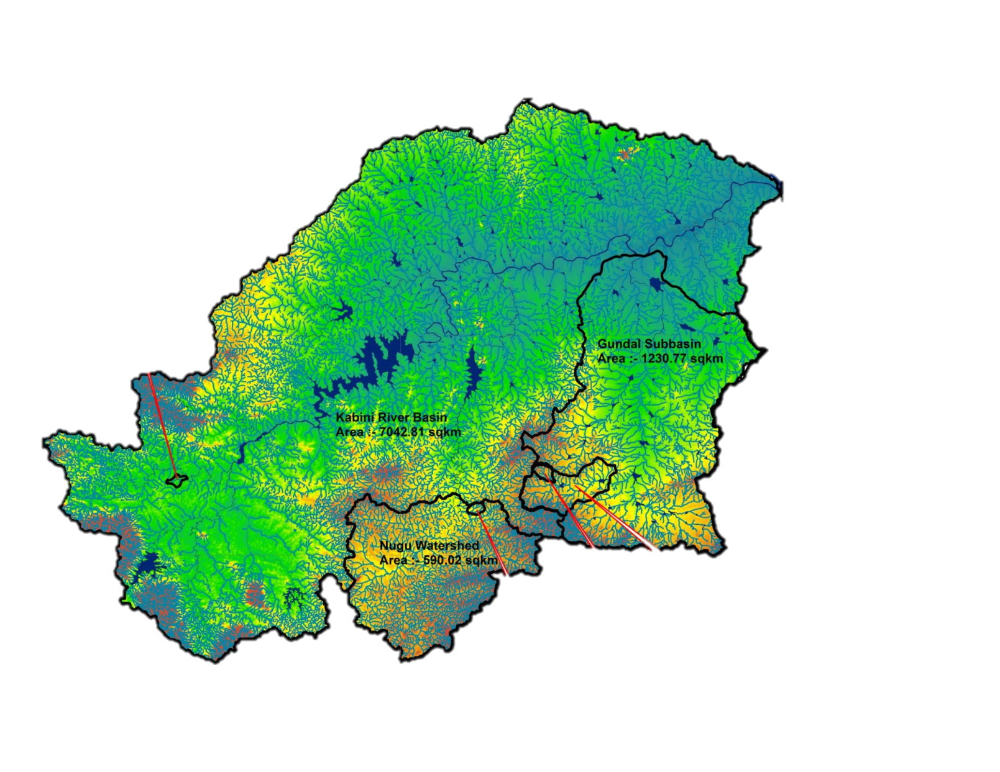 Gundal Subbasin
Area :- 1230.77 sqkm
Kabini River Basin
Area :- 7042.81 sqkm
Nugu Watershed
Area :- 590.02 sqkm